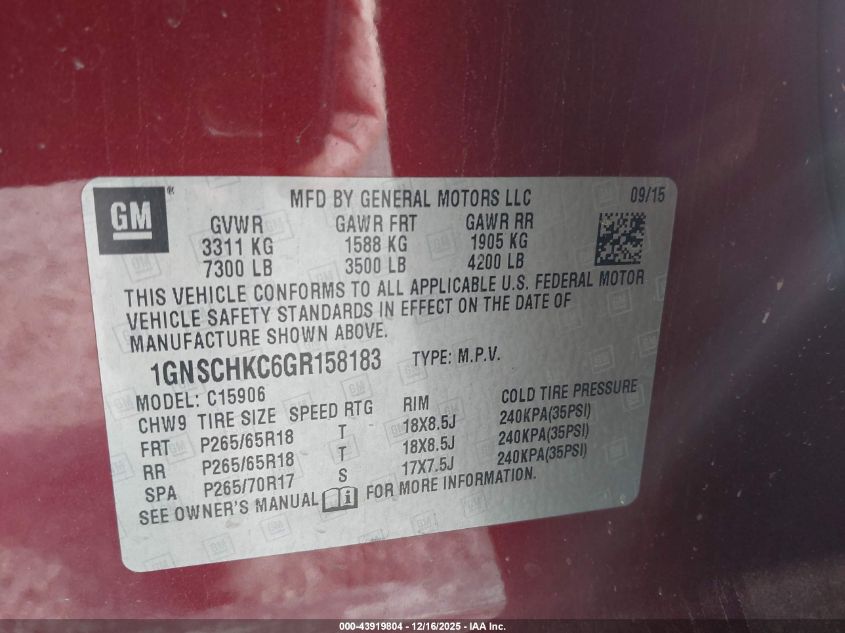 GM ® MFD BY GENERAL MOTORS LLC 09/15
GVWR GAWR FRT GAWR RR
3311 KG 1588 KG 1905 KG
7300 LB 3500 LB 4200 LB
THIS VEHICLE CONFORMS TO ALL APPLICABLE U.S. FEDERAL MOTOR
VEHICLE SAFETY STANDARDS IN EFFECT ON THE DATE OF
MANUFACTURE SHOWN ABOVE.
1GNSCHKC6GR158183 TYPE: M.P.V.
MODEL: C15906
CHW9 TIRE SIZE SPEED RTG RIM COLD TIRE PRESSURE
FRT P265/65R18 T 18X8.5J 240KPA(35PSI)
RR P265/65R18 T 18X8.5J 240KPA(35PSI)
SPA P265/70R17 S 17X7.5J 240KPA(35PSI)
SEE OWNER'S MANUAL i FOR MORE INFORMATION.
000-43919804 - 12/16/2025 - IAA Inc.